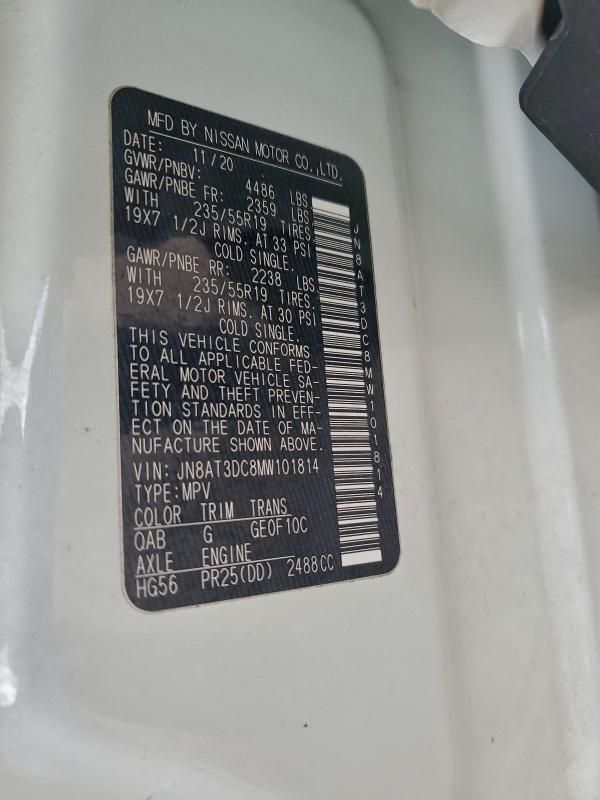 MFD BY NISSAN MOTOR CO.,LTD.
DATE: 11/20
GVWR/PNBV: 4486 LBS
GAWR/PNBE FR: 2359 LBS
WITH 235/55R19 TIRES
19X7 1/2J RIMS. AT 33 PSI
COLD SINGLE.
GAWR/PNBE RR: 2238 LBS
WITH 235/55R19 TIRES.
19X7 1/2J RIMS. AT 30 PSI
COLD SINGLE.
THIS VEHICLE CONFORMS
TO ALL APPLICABLE FED-
ERAL MOTOR VEHICLE SA-
FETY AND THEFT PREVEN-
TION STANDARDS IN EFF-
ECT ON THE DATE OF MA-
NUFACTURE SHOWN ABOVE.
VIN: JN8AT3DC8MW101814
TYPE:MPV
COLOR TRIM TRANS
QAB G GEOF10C
AXLE ENGINE
HG56 PR25(DD) 2488CC
JN8AT3DC8MW101814